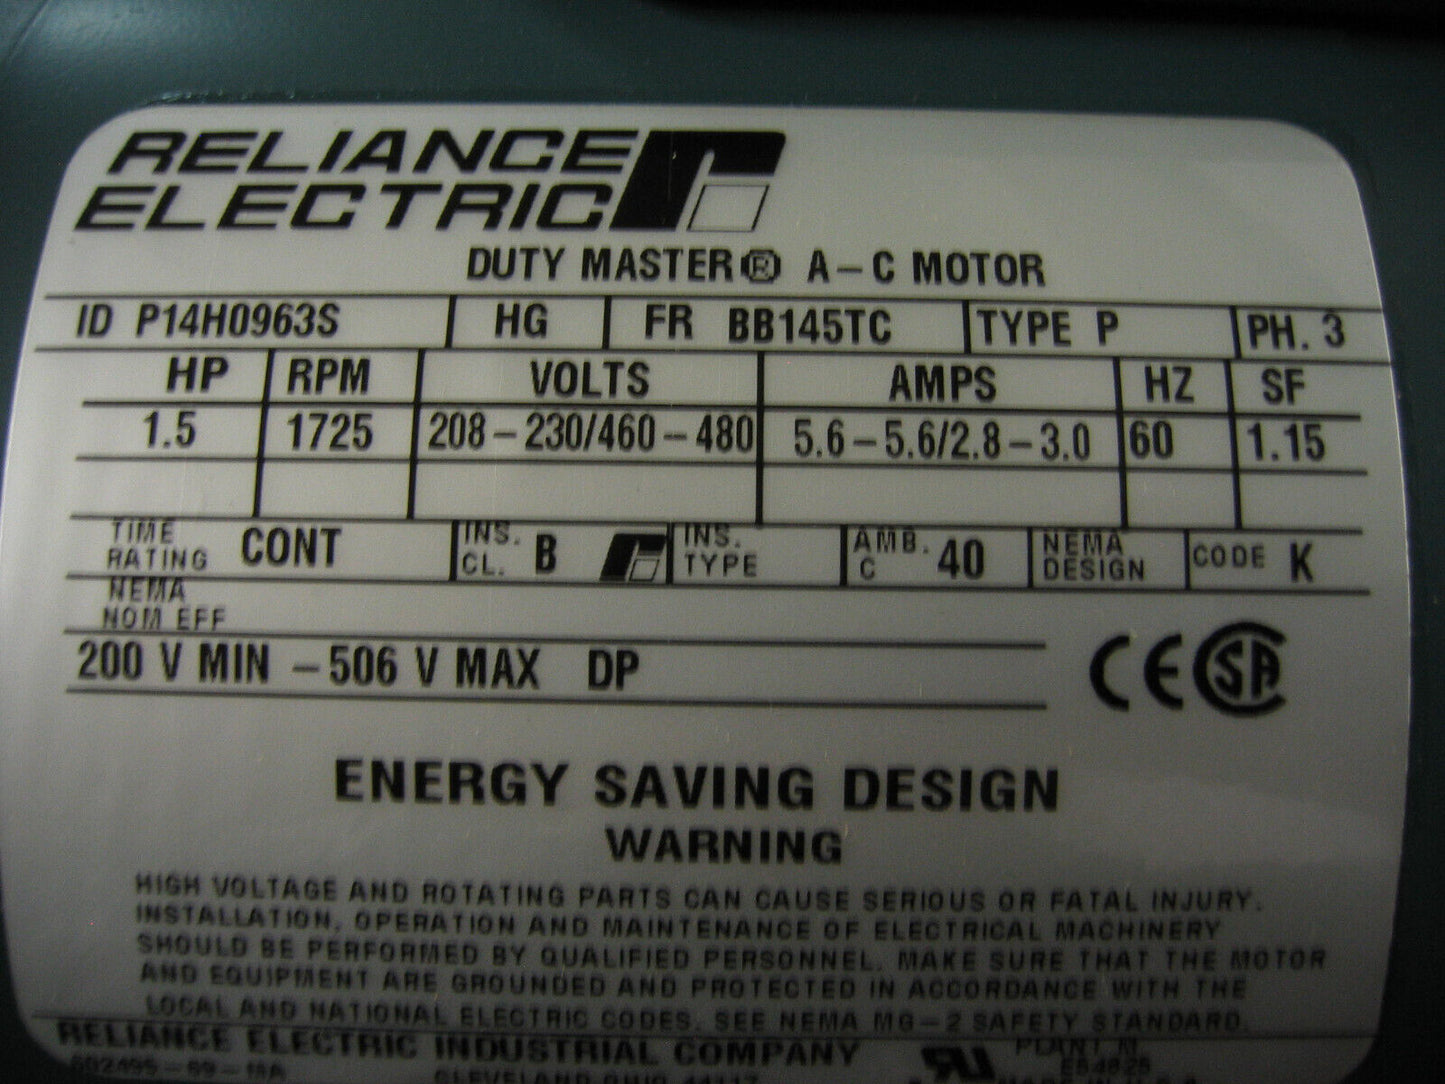 RELIANCE
ELECTRIC
DUTY MASTER® A-C MOTOR
ID P14H0963S HG FR BB145TC TYPE P PH. 3
HP RPM VOLTS AMPS HZ SF
1.5 1725 208-230/460-480 5.6-5.6/2.8-3.0 60 1.15
TIME RATING CONT INS. CL. B INS. TYPE AMB. C 40 NEMA DESIGN CODE K
NEMA
NOM EFF
200 V MIN -506 V MAX DP
CE SA
ENERGY SAVING DESIGN
WARNING
HIGH VOLTAGE AND ROTATING PARTS CAN CAUSE SERIOUS OR FATAL INJURY.
INSTALLATION, OPERATION AND MAINTENANCE OF ELECTRICAL MACHINERY
SHOULD BE PERFORMED BY QUALIFIED PERSONNEL. MAKE SURE THAT THE MOTOR
AND EQUIPMENT ARE GROUNDED AND PROTECTED IN ACCORDANCE WITH THE
LOCAL AND NATIONAL ELECTRIC CODES. SEE NEMA MG-2 SAFETY STANDARD.
RELIANCE ELECTRIC INDUSTRIAL COMPANY
CLEVELAND OHIO 44117